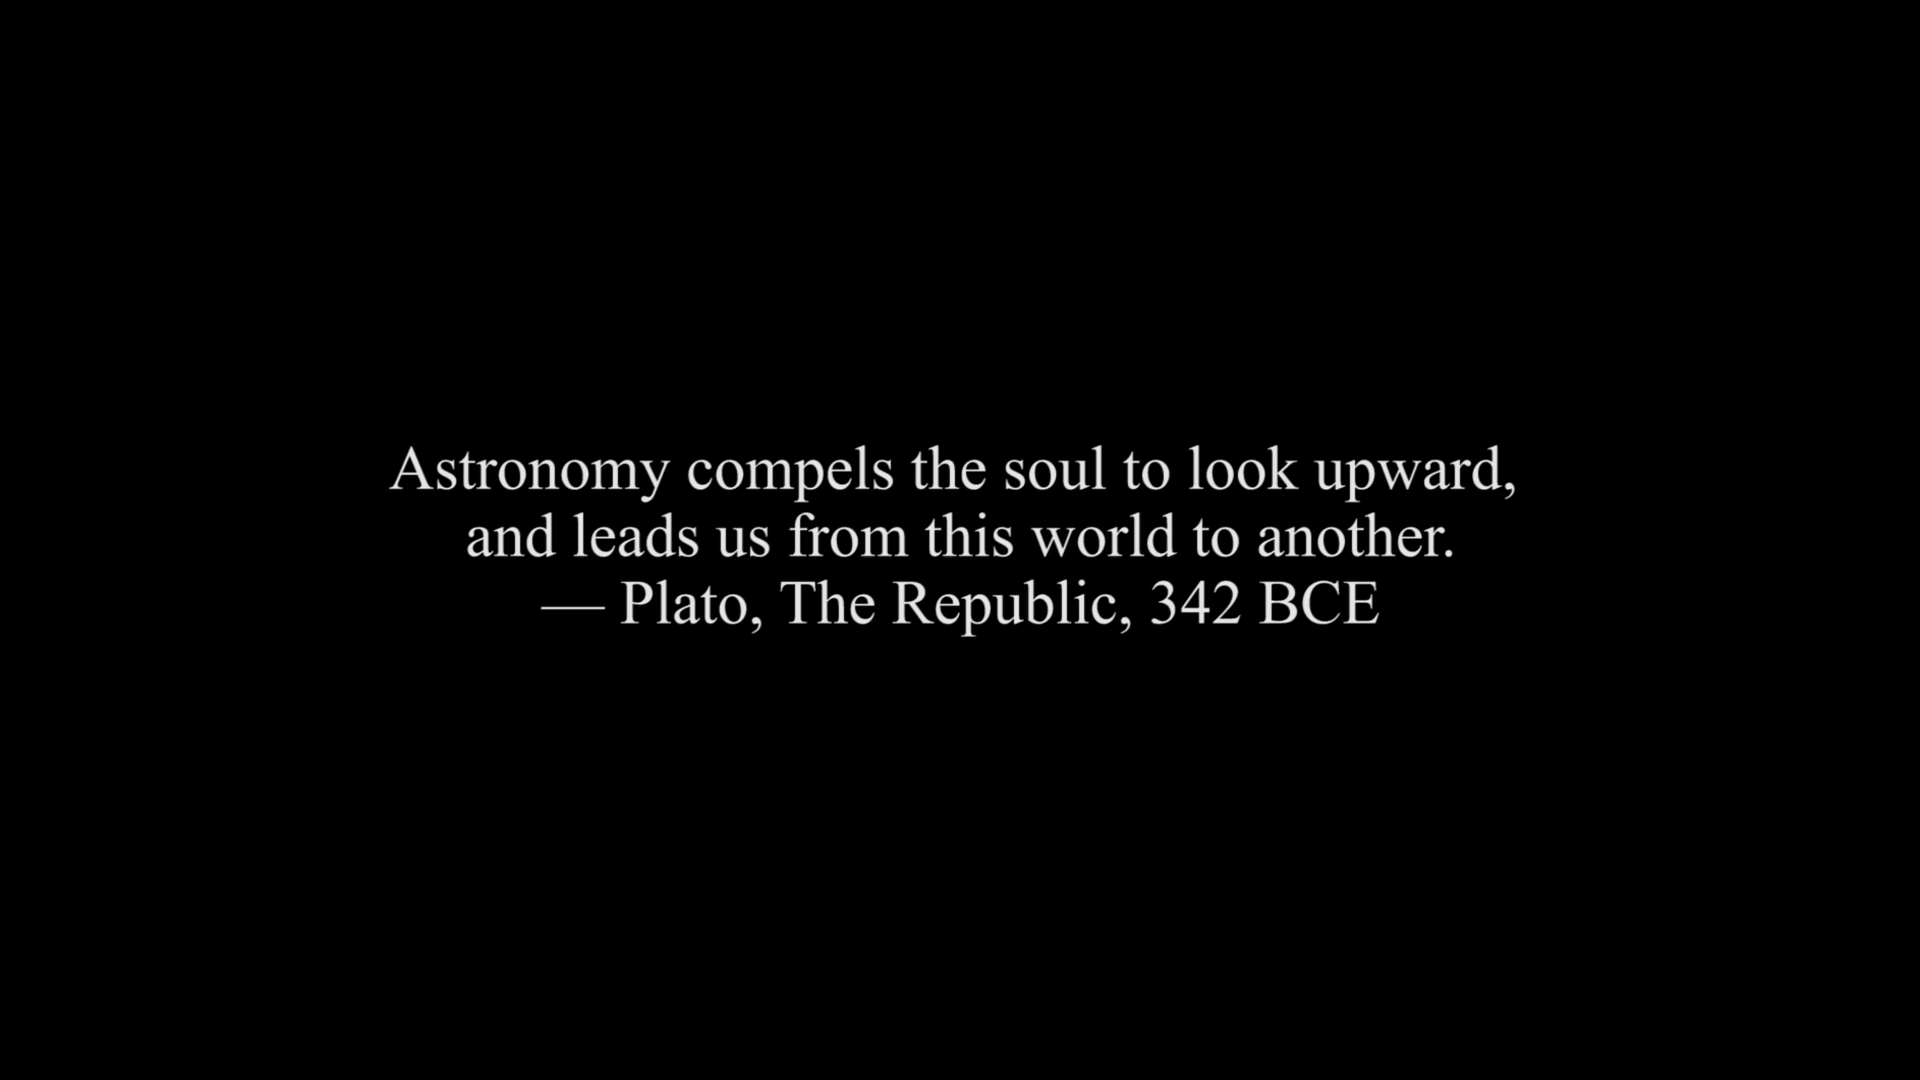 Astronomy compels the soul to look upward,
and leads us from this world to another.
— Plato, The Republic, 342 BCE